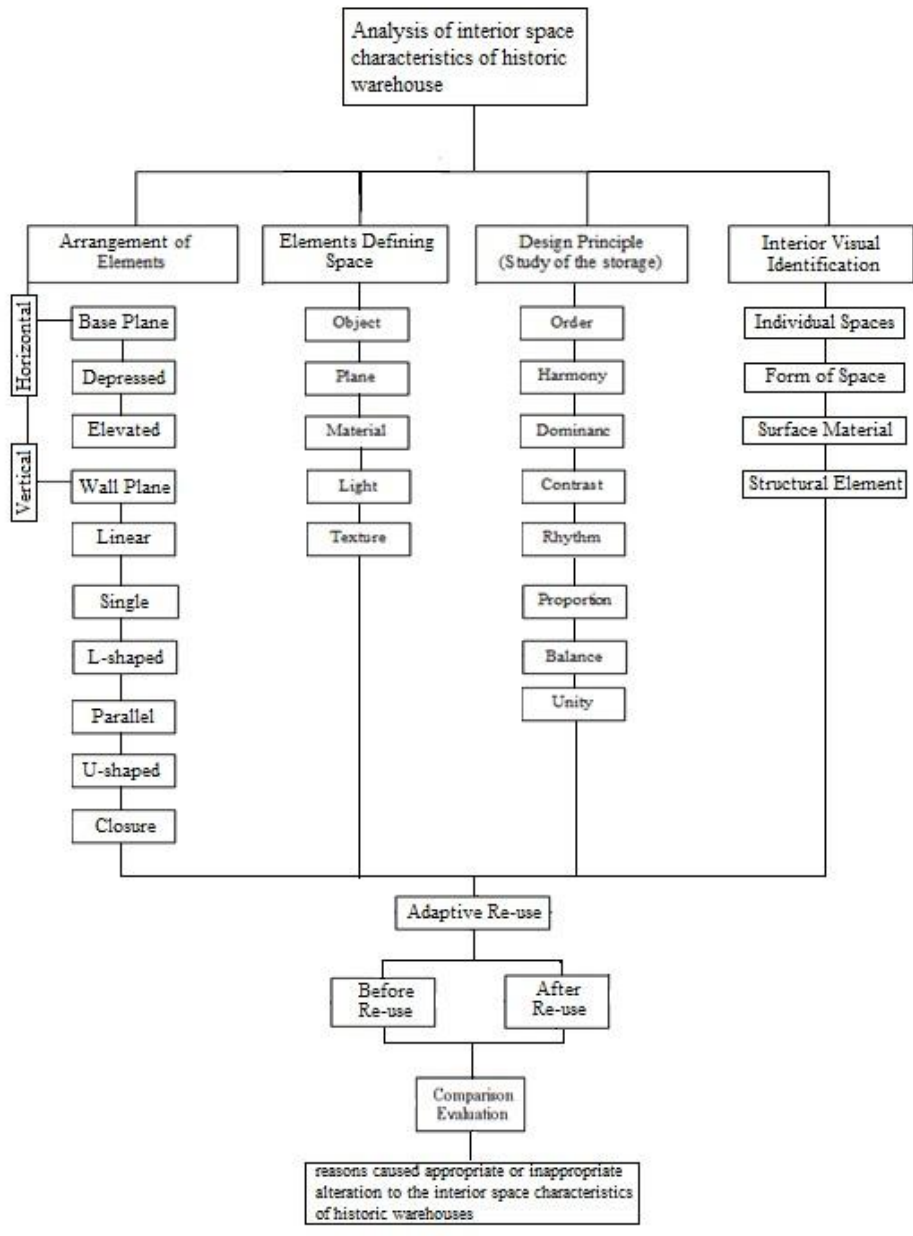 Analysis of interior space
characteristics of historic
warehouse
Arrangement of
Elements
Horizontal
Base Plane
Depressed
Elevated
Vertical
Wall Plane
Linear
Single
L-shaped
Parallel
U-shaped
Closure
Elements Defining
Space
Object
Plane
Material
Light
Texture
Design Principle
(Study of the storage)
Order
Harmony
Dominanc
Contrast
Rhythm
Proportion
Balance
Unity
Interior Visual
Identification
Individual Spaces
Form of Space
Surface Material
Structural Element
Adaptive Re-use
Before
Re-use
After
Re-use
Comparison
Evaluation
reasons caused appropriate or inappropriate
alteration to the interior space characteristics
of historic warehouses